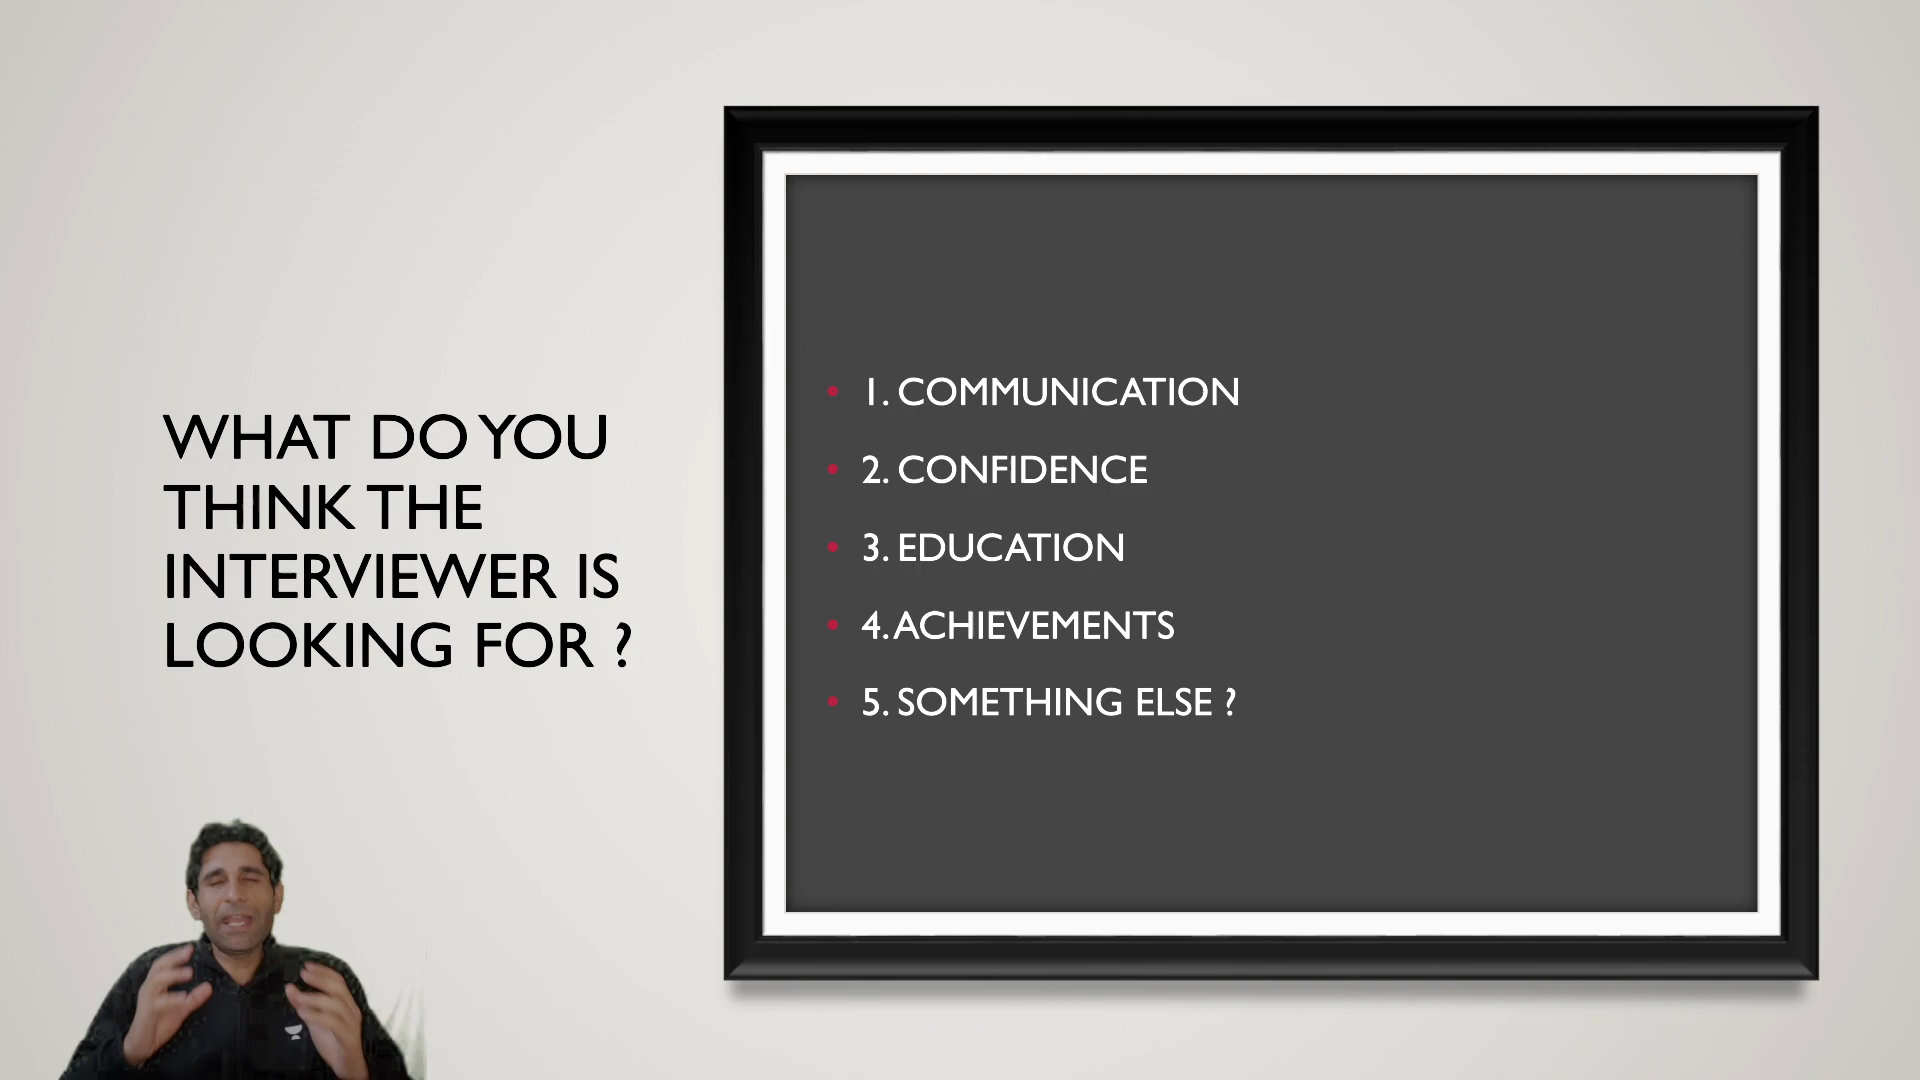 WHAT DO YOU
THINK THE
INTERVIEWER IS
LOOKING FOR ?
• 1. COMMUNICATION
• 2. CONFIDENCE
• 3. EDUCATION
• 4. ACHIEVEMENTS
• 5. SOMETHING ELSE ?